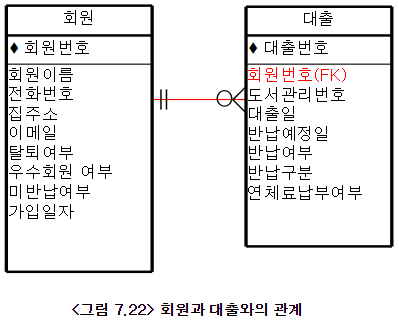 회원
♦ 회원번호
회원이름
전화번호
집주소
이메일
탈퇴여부
우수회원 여부
미반납여부
가입일자
대출
♦ 대출번호
회원번호(FK)
도서관리번호
대출일
반납예정일
반납여부
반납구분
연체료납부여부
<그림 7.22> 회원과 대출와의 관계